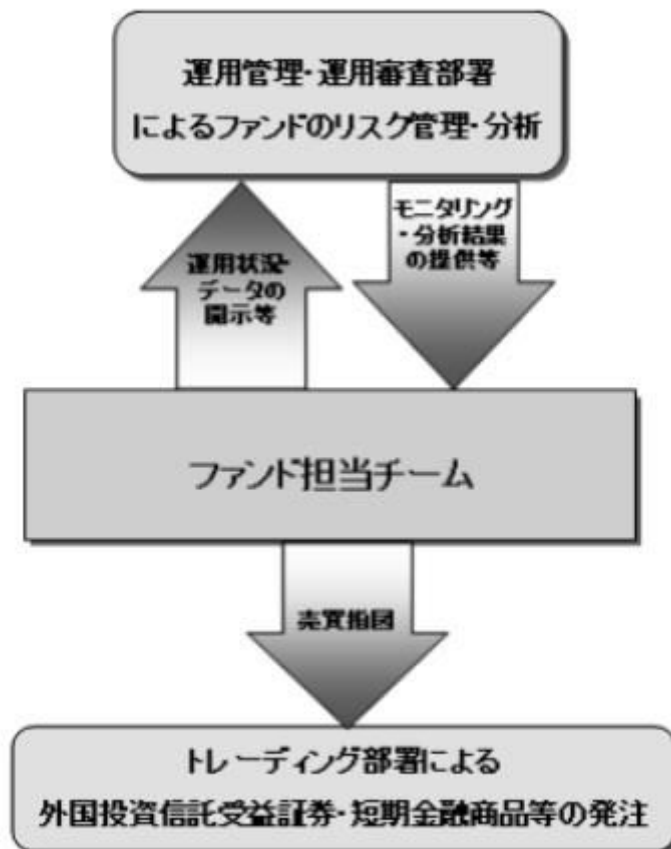 運用管理・運用審査部署
によるファンドのリスク管理・分析
モニタリング
・分析結果
の提供等
運用状況・
データの
開示等
ファンド担当チーム
売買指図
トレーディング部署による
外国投資信託受益証券・短期金融商品等の発注